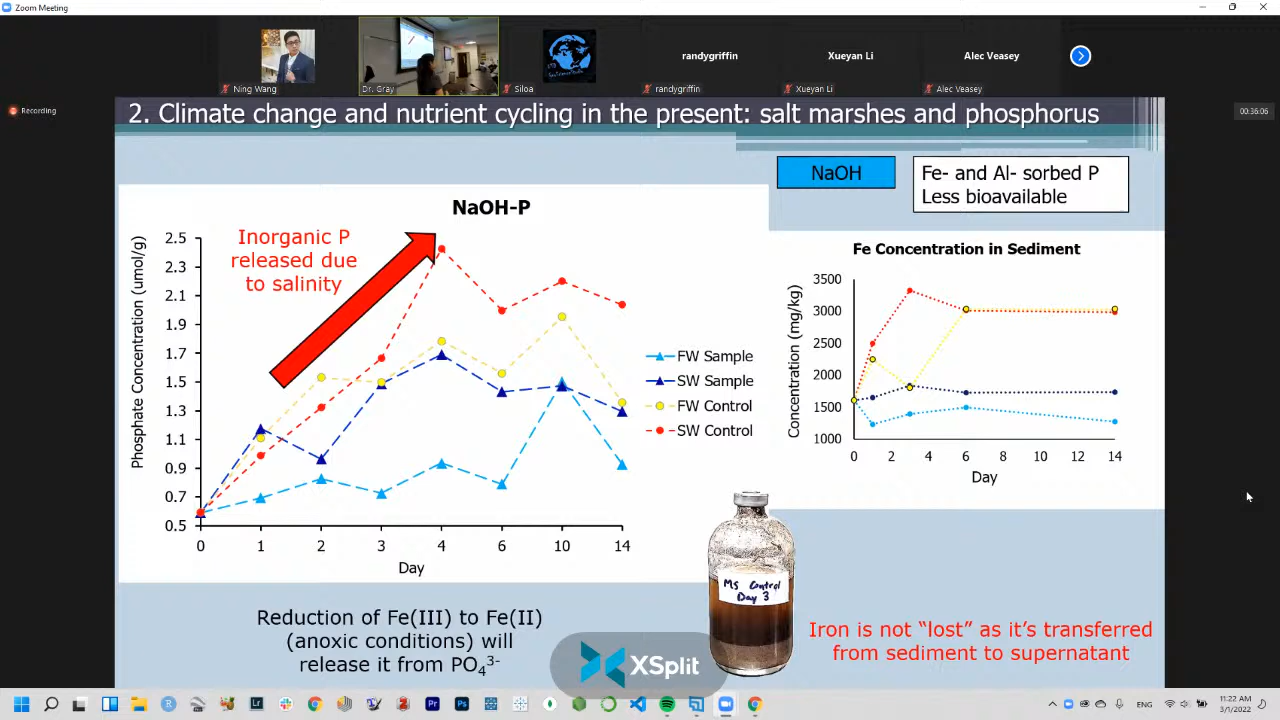 Zoom Meeting
randygriffin
Xueyan Li
Alec Veasey
Ning Wang
Dr. Gray
Siloa
randygriffin
Xueyan Li
Alec Veasey
Recording
00:36:06
2. Climate change and nutrient cycling in the present: salt marshes and phosphorus
NaOH
Fe- and Al- sorbed P
Less bioavailable
NaOH-P
Inorganic P
released due
to salinity
Phosphate Concentration (umol/g)
2.5
2.3
2.1
1.9
1.7
1.5
1.3
1.1
0.9
0.7
0.5
0 1 2 3 4 6 10 14
Day
FW Sample
SW Sample
FW Control
SW Control
Fe Concentration in Sediment
Concentration (mg/kg)
3500
3000
2500
2000
1500
1000
0 2 4 6 8 10 12 14
Day
MS Control
Day 3
Reduction of Fe(III) to Fe(II)
(anoxic conditions) will
release it from PO₄³⁻
XSplit
Iron is not “lost” as it’s transferred
from sediment to supernatant
11:22 AM
3/1/2022